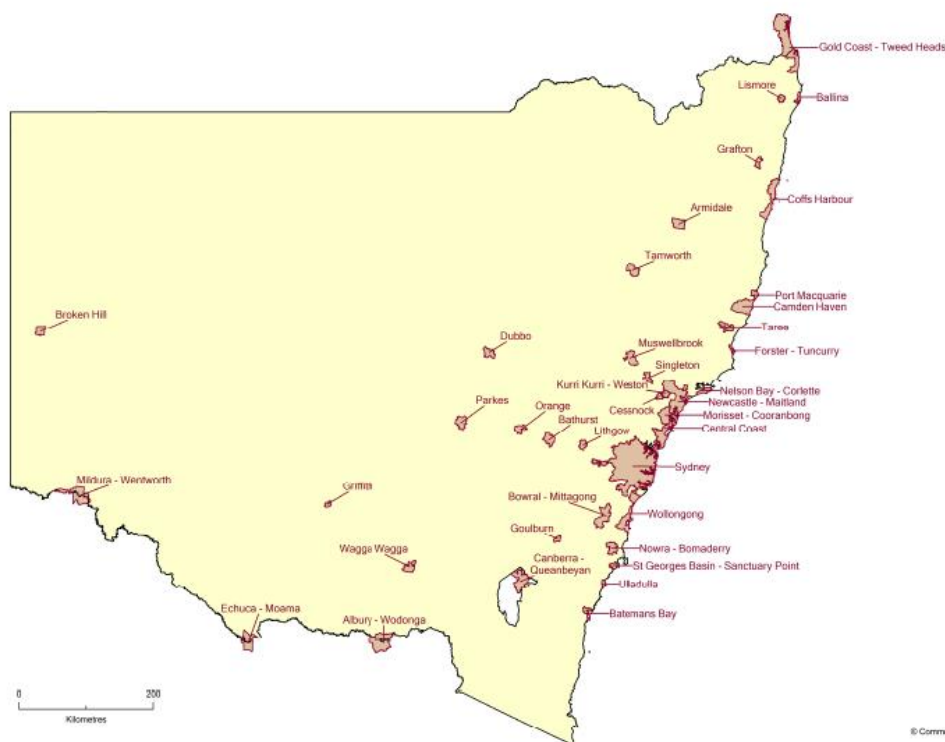 Gold Coast - Tweed Heads
Lismore
Ballina
Grafton
Coffs Harbour
Armidale
Tamworth
Port Macquarie
Camden Haven
Broken Hill
Taree
Dubbo
Muswellbrook
Forster - Tuncurry
Singleton
Kurri Kurri - Weston
Nelson Bay - Corlette
Newcastle - Maitland
Cessnock
Parkes
Orange
Morisset - Cooranbong
Bathurst
Lithgow
Central Coast
Sydney
Mildura - Wentworth
Griffith
Bowral - Mittagong
Wollongong
Goulburn
Nowra - Bomaderry
Wagga Wagga
Canberra -
Queanbeyan
St Georges Basin - Sanctuary Point
Ulladulla
Echuca - Moama
Albury - Wodonga
Batemans Bay
0 200
Kilometres
© Comm